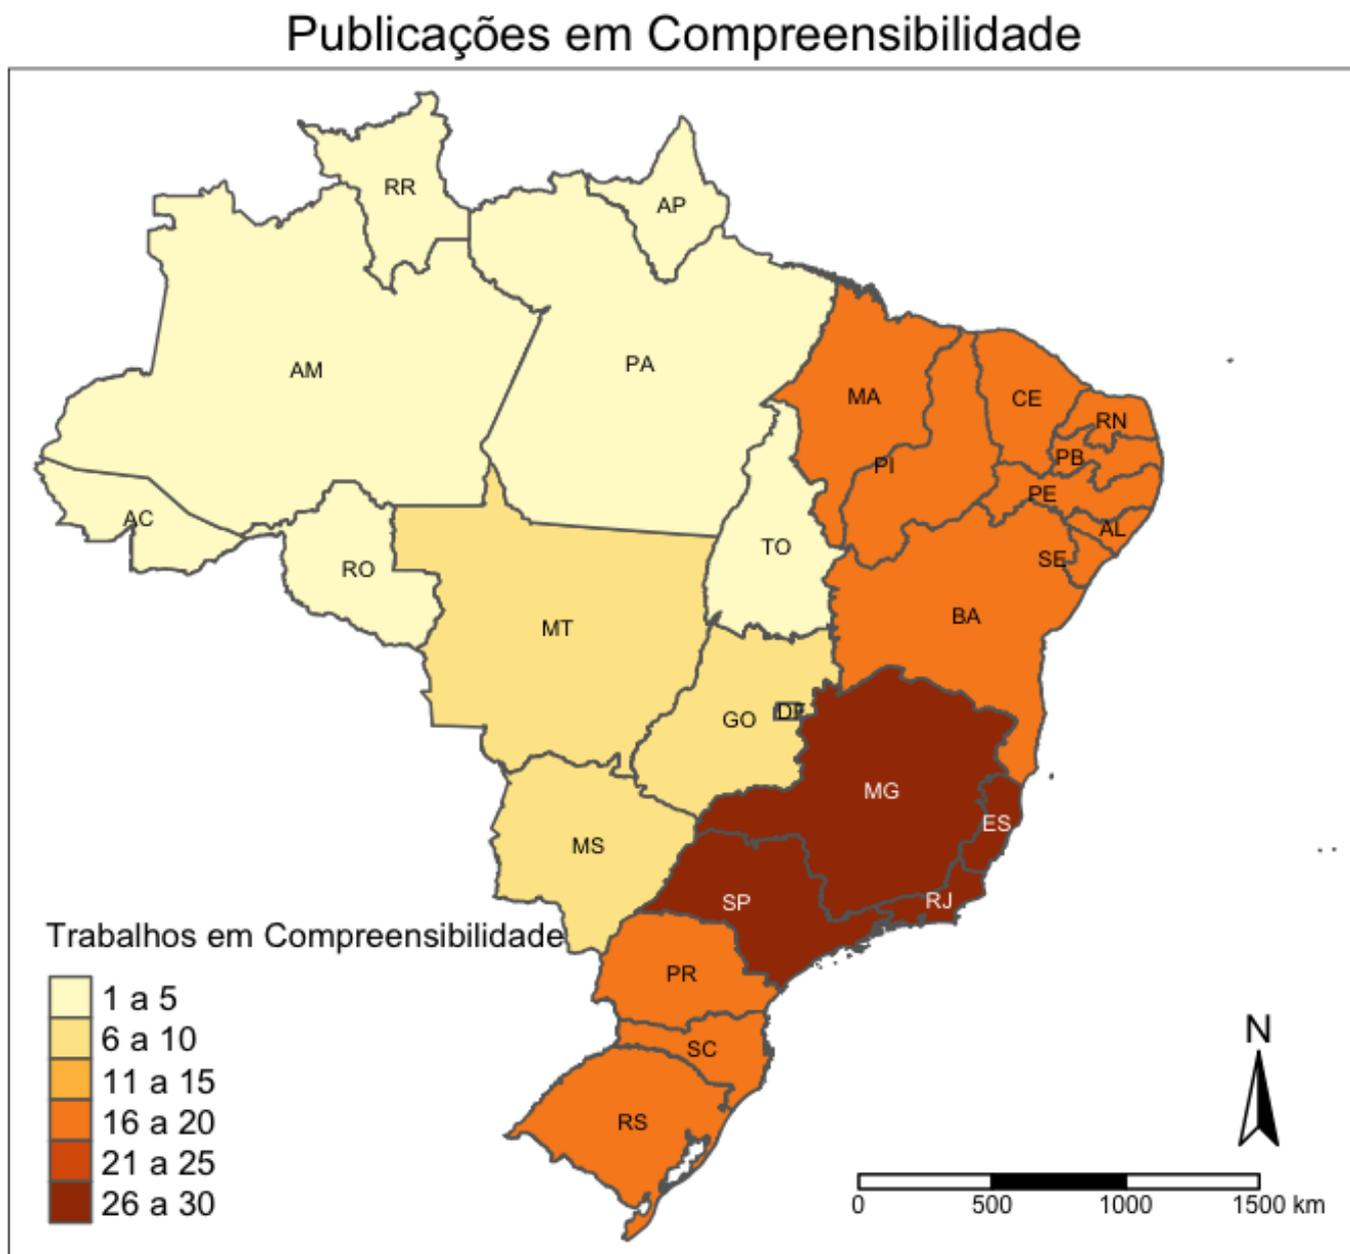 Publicações em Compreensibilidade
RR
AP
AM
PA
MA
CE
RN
PI
PB
PE
AC
AL
TO
SE
RO
BA
MT
GO
DF
MG
ES
MS
SP
RJ
Trabalhos em Compreensibilidade
PR
1 a 5
6 a 10
11 a 15
16 a 20
21 a 25
26 a 30
SC
RS
N
0 500 1000 1500 km